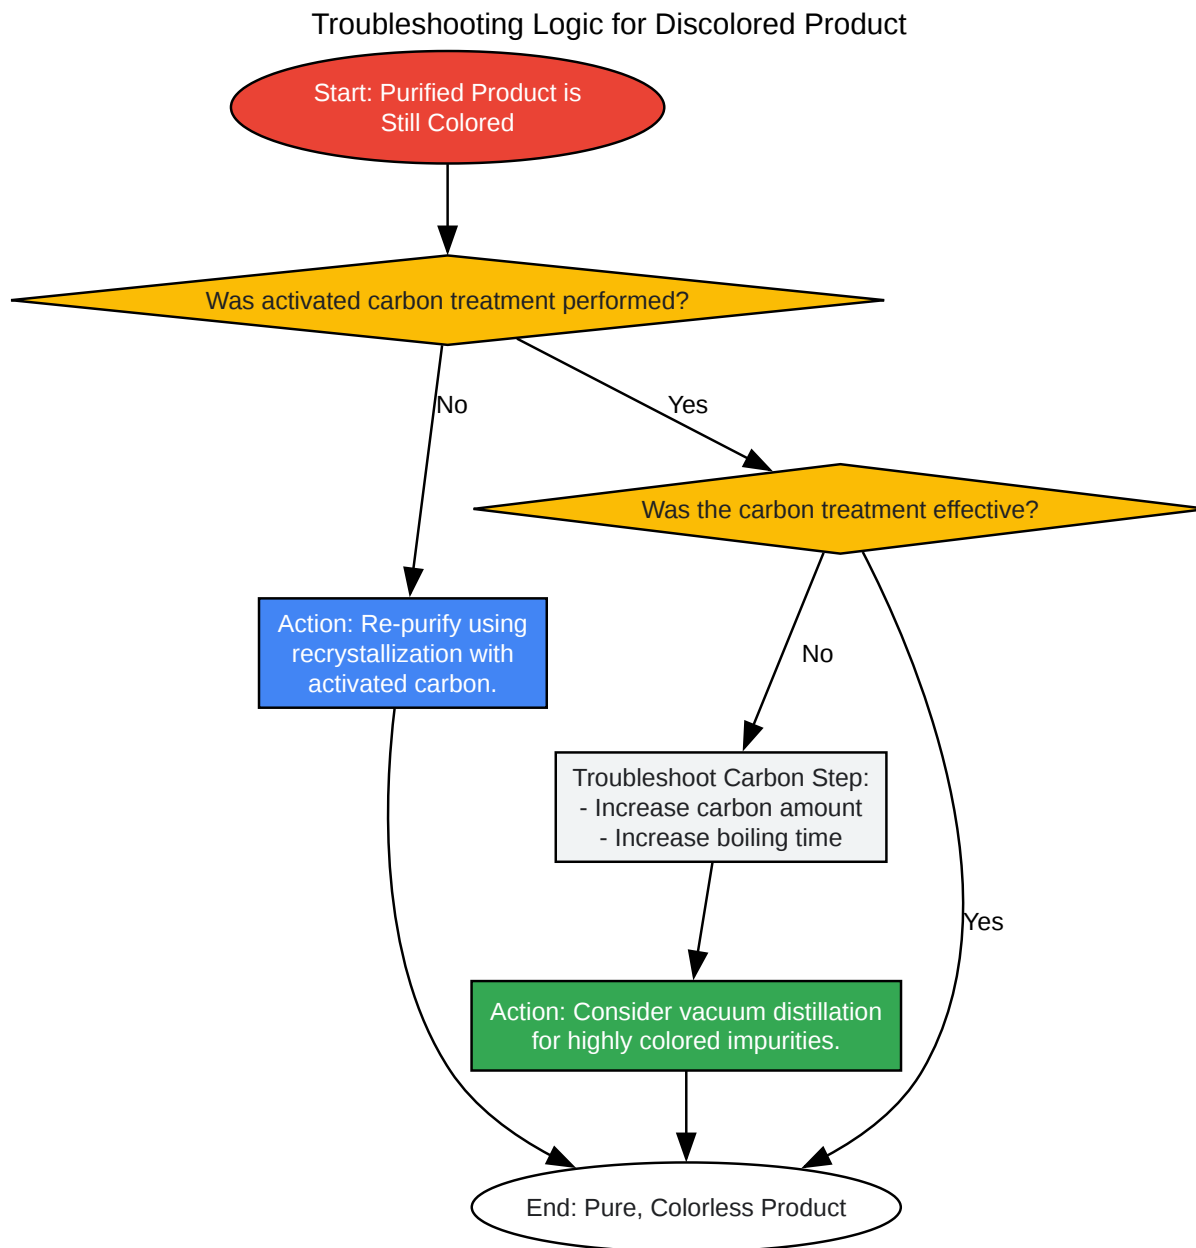 Troubleshooting Logic for Discolored Product
Start: Purified Product is
Still Colored
Was activated carbon treatment performed?
No
Yes
Was the carbon treatment effective?
Action: Re-purify using
recrystallization with
activated carbon.
No
Troubleshoot Carbon Step:
- Increase carbon amount
- Increase boiling time
Yes
Action: Consider vacuum distillation
for highly colored impurities.
End: Pure, Colorless Product